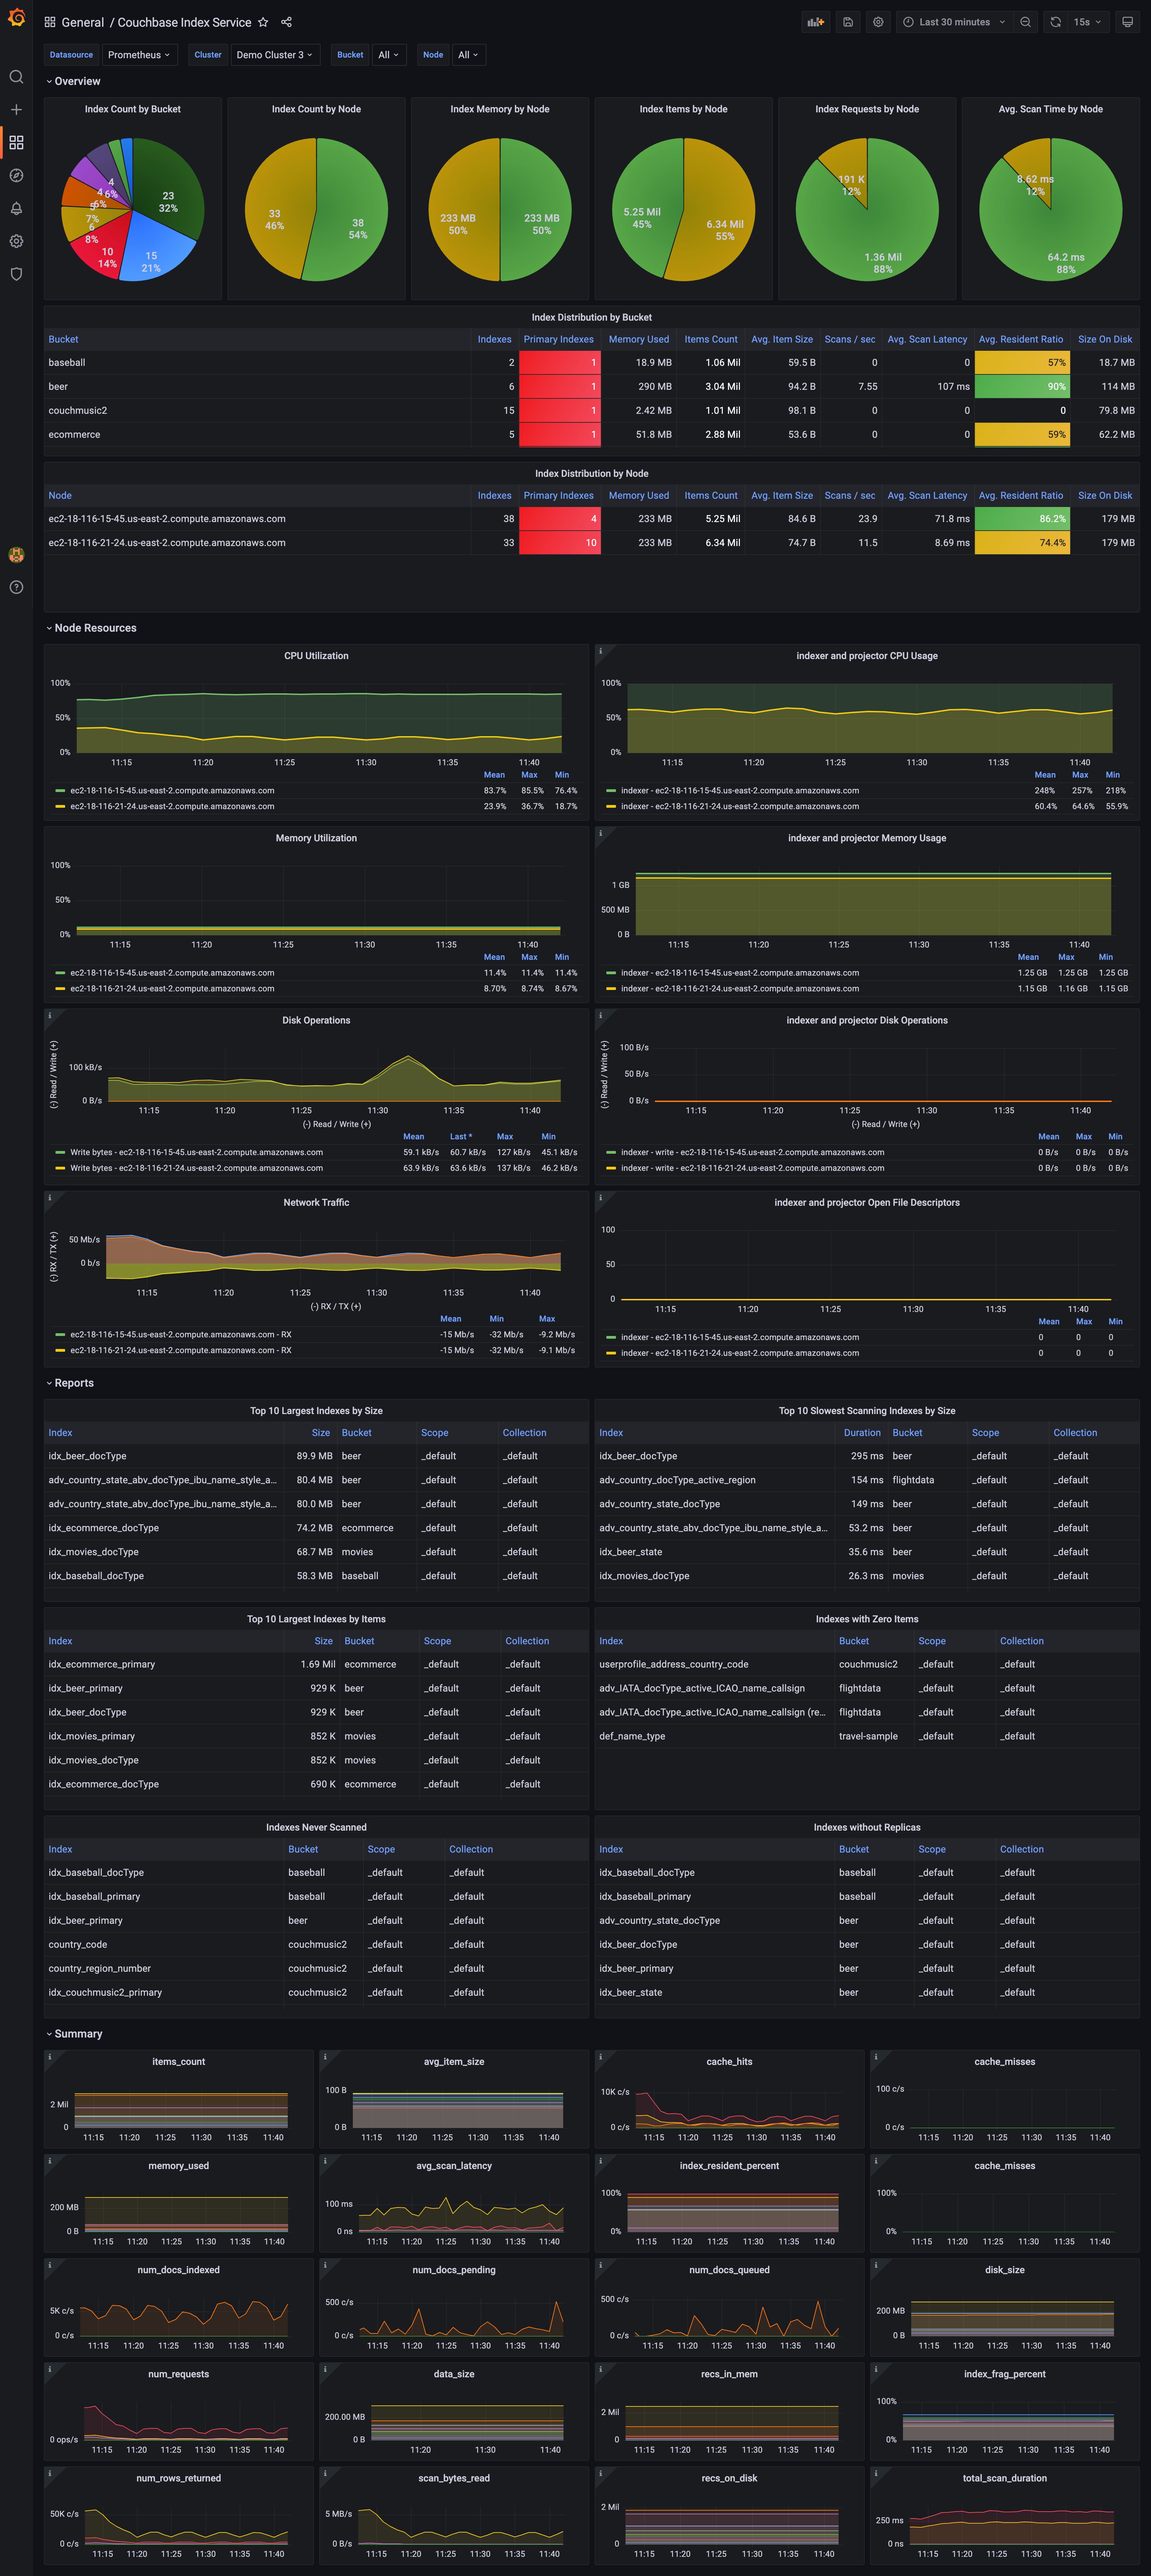 General / Couchbase Index Service
Last 30 minutes
15s
Datasource Prometheus Cluster Demo Cluster 3 Bucket All Node All
Overview
Index Count by Bucket
23
32%
15
21%
10
14%
6
8%
5
7%
4
6%
4
6%
Index Count by Node
33
46%
38
54%
Index Memory by Node
233 MB
50%
233 MB
50%
Index Items by Node
5.25 Mil
45%
6.34 Mil
55%
Index Requests by Node
191 K
12%
1.36 Mil
88%
Avg. Scan Time by Node
8.62 ms
12%
64.2 ms
88%
Index Distribution by Bucket
Bucket Indexes Primary Indexes Memory Used Items Count Avg. Item Size Scans / sec Avg. Scan Latency Avg. Resident Ratio Size On Disk
baseball 2 1 18.9 MB 1.06 Mil 59.5 B 0 0 57% 18.7 MB
beer 6 1 290 MB 3.04 Mil 94.2 B 7.55 107 ms 90% 114 MB
couchmusic2 15 1 2.42 MB 1.01 Mil 98.1 B 0 0 0 79.8 MB
ecommerce 5 1 51.8 MB 2.88 Mil 53.6 B 0 0 59% 62.2 MB
Index Distribution by Node
Node Indexes Primary Indexes Memory Used Items Count Avg. Item Size Scans / sec Avg. Scan Latency Avg. Resident Ratio Size On Disk
ec2-18-116-15-45.us-east-2.compute.amazonaws.com 38 4 233 MB 5.25 Mil 84.6 B 23.9 71.8 ms 86.2% 179 MB
ec2-18-116-21-24.us-east-2.compute.amazonaws.com 33 10 233 MB 6.34 Mil 74.7 B 11.5 8.69 ms 74.4% 179 MB
Node Resources
CPU Utilization
100%
50%
0%
11:15 11:20 11:25 11:30 11:35 11:40
Mean Max Min
ec2-18-116-15-45.us-east-2.compute.amazonaws.com 83.7% 85.5% 76.4%
ec2-18-116-21-24.us-east-2.compute.amazonaws.com 23.9% 36.7% 18.7%
indexer and projector CPU Usage
100%
50%
0%
11:15 11:20 11:25 11:30 11:35 11:40
Mean Max Min
indexer - ec2-18-116-15-45.us-east-2.compute.amazonaws.com 248% 257% 218%
indexer - ec2-18-116-21-24.us-east-2.compute.amazonaws.com 60.4% 64.6% 55.9%
Memory Utilization
100%
50%
0%
11:15 11:20 11:25 11:30 11:35 11:40
Mean Max Min
ec2-18-116-15-45.us-east-2.compute.amazonaws.com 11.4% 11.4% 11.4%
ec2-18-116-21-24.us-east-2.compute.amazonaws.com 8.70% 8.74% 8.67%
indexer and projector Memory Usage
1 GB
500 MB
0 B
11:15 11:20 11:25 11:30 11:35 11:40
Mean Max Min
indexer - ec2-18-116-15-45.us-east-2.compute.amazonaws.com 1.25 GB 1.25 GB 1.25 GB
indexer - ec2-18-116-21-24.us-east-2.compute.amazonaws.com 1.15 GB 1.16 GB 1.15 GB
Disk Operations
(-) Read / Write (+)
100 kB/s
0 B/s
11:15 11:20 11:25 11:30 11:35 11:40
(-) Read / Write (+)
Mean Last * Max Min
Write bytes - ec2-18-116-15-45.us-east-2.compute.amazonaws.com 59.1 kB/s 60.7 kB/s 127 kB/s 45.1 kB/s
Write bytes - ec2-18-116-21-24.us-east-2.compute.amazonaws.com 63.9 kB/s 63.6 kB/s 137 kB/s 46.2 kB/s
indexer and projector Disk Operations
(-) Read / Write (+)
100 B/s
50 B/s
0 B/s
11:15 11:20 11:25 11:30 11:35 11:40
(-) Read / Write (+)
Mean Max Min
indexer - write - ec2-18-116-15-45.us-east-2.compute.amazonaws.com 0 B/s 0 B/s 0 B/s
indexer - write - ec2-18-116-21-24.us-east-2.compute.amazonaws.com 0 B/s 0 B/s 0 B/s
Network Traffic
(-) RX / TX (+)
50 Mb/s
0 b/s
11:15 11:20 11:25 11:30 11:35 11:40
(-) RX / TX (+)
Mean Min Max
ec2-18-116-15-45.us-east-2.compute.amazonaws.com - RX -15 Mb/s -32 Mb/s -9.2 Mb/s
ec2-18-116-21-24.us-east-2.compute.amazonaws.com - RX -15 Mb/s -32 Mb/s -9.1 Mb/s
indexer and projector Open File Descriptors
100
50
0
11:15 11:20 11:25 11:30 11:35 11:40
Mean Max Min
indexer - ec2-18-116-15-45.us-east-2.compute.amazonaws.com 0 0 0
indexer - ec2-18-116-21-24.us-east-2.compute.amazonaws.com 0 0 0
Reports
Top 10 Largest Indexes by Size
Index Size Bucket Scope Collection
idx_beer_docType 89.9 MB beer _default _default
adv_country_state_abv_docType_ibu_name_style_a... 80.4 MB beer _default _default
adv_country_state_abv_docType_ibu_name_style_a... 80.0 MB beer _default _default
idx_ecommerce_docType 74.2 MB ecommerce _default _default
idx_movies_docType 68.7 MB movies _default _default
idx_baseball_docType 58.3 MB baseball _default _default
Top 10 Slowest Scanning Indexes by Size
Index Duration Bucket Scope Collection
idx_beer_docType 295 ms beer _default _default
adv_country_docType_active_region 154 ms flightdata _default _default
adv_country_state_docType 149 ms beer _default _default
adv_country_state_abv_docType_ibu_name_style_a... 53.2 ms beer _default _default
idx_beer_state 35.6 ms beer _default _default
idx_movies_docType 26.3 ms movies _default _default
Top 10 Largest Indexes by Items
Index Size Bucket Scope Collection
idx_ecommerce_primary 1.69 Mil ecommerce _default _default
idx_beer_primary 929 K beer _default _default
idx_beer_docType 929 K beer _default _default
idx_movies_primary 852 K movies _default _default
idx_movies_docType 852 K movies _default _default
idx_ecommerce_docType 690 K ecommerce _default _default
Indexes with Zero Items
Index Bucket Scope Collection
userprofile_address_country_code couchmusic2 _default _default
adv_IATA_docType_active_ICAO_name_callsign flightdata _default _default
adv_IATA_docType_active_ICAO_name_callsign (re... flightdata _default _default
def_name_type travel-sample _default _default
Indexes Never Scanned
Index Bucket Scope Collection
idx_baseball_docType baseball _default _default
idx_baseball_primary baseball _default _default
idx_beer_primary beer _default _default
country_code couchmusic2 _default _default
country_region_number couchmusic2 _default _default
idx_couchmusic2_primary couchmusic2 _default _default
Indexes without Replicas
Index Bucket Scope Collection
idx_baseball_docType baseball _default _default
idx_baseball_primary baseball _default _default
adv_country_state_docType beer _default _default
idx_beer_docType beer _default _default
idx_beer_primary beer _default _default
idx_beer_state beer _default _default
Summary
items_count
2 Mil
0
11:15 11:20 11:25 11:30 11:35 11:40
avg_item_size
100 B
0 B
11:15 11:20 11:25 11:30 11:35 11:40
cache_hits
10K c/s
0 c/s
11:15 11:20 11:25 11:30 11:35 11:40
cache_misses
100 c/s
0 c/s
11:15 11:20 11:25 11:30 11:35 11:40
memory_used
200 MB
0 B
11:15 11:20 11:25 11:30 11:35 11:40
avg_scan_latency
100 ms
0 ns
11:15 11:20 11:25 11:30 11:35 11:40
index_resident_percent
100%
0%
11:15 11:20 11:25 11:30 11:35 11:40
cache_misses
100%
0%
11:15 11:20 11:25 11:30 11:35 11:40
num_docs_indexed
5K c/s
0 c/s
11:15 11:20 11:25 11:30 11:35 11:40
num_docs_pending
500 c/s
0 c/s
11:15 11:20 11:25 11:30 11:35 11:40
num_docs_queued
500 c/s
0 c/s
11:15 11:20 11:25 11:30 11:35 11:40
disk_size
200 MB
0 B
11:15 11:20 11:25 11:30 11:35 11:40
num_requests
0 ops/s
11:15 11:20 11:25 11:30 11:35 11:40
data_size
200.00 MB
0 B
11:20 11:30 11:40
recs_in_mem
2 Mil
0
11:15 11:20 11:25 11:30 11:35 11:40
index_frag_percent
100%
0%
11:15 11:20 11:25 11:30 11:35 11:40
num_rows_returned
50K c/s
0 c/s
11:15 11:20 11:25 11:30 11:35 11:40
scan_bytes_read
5 MB/s
0 B/s
11:15 11:20 11:25 11:30 11:35 11:40
recs_on_disk
2 Mil
0
11:15 11:20 11:25 11:30 11:35 11:40
total_scan_duration
250 ms
0 ns
11:15 11:20 11:25 11:30 11:35 11:40